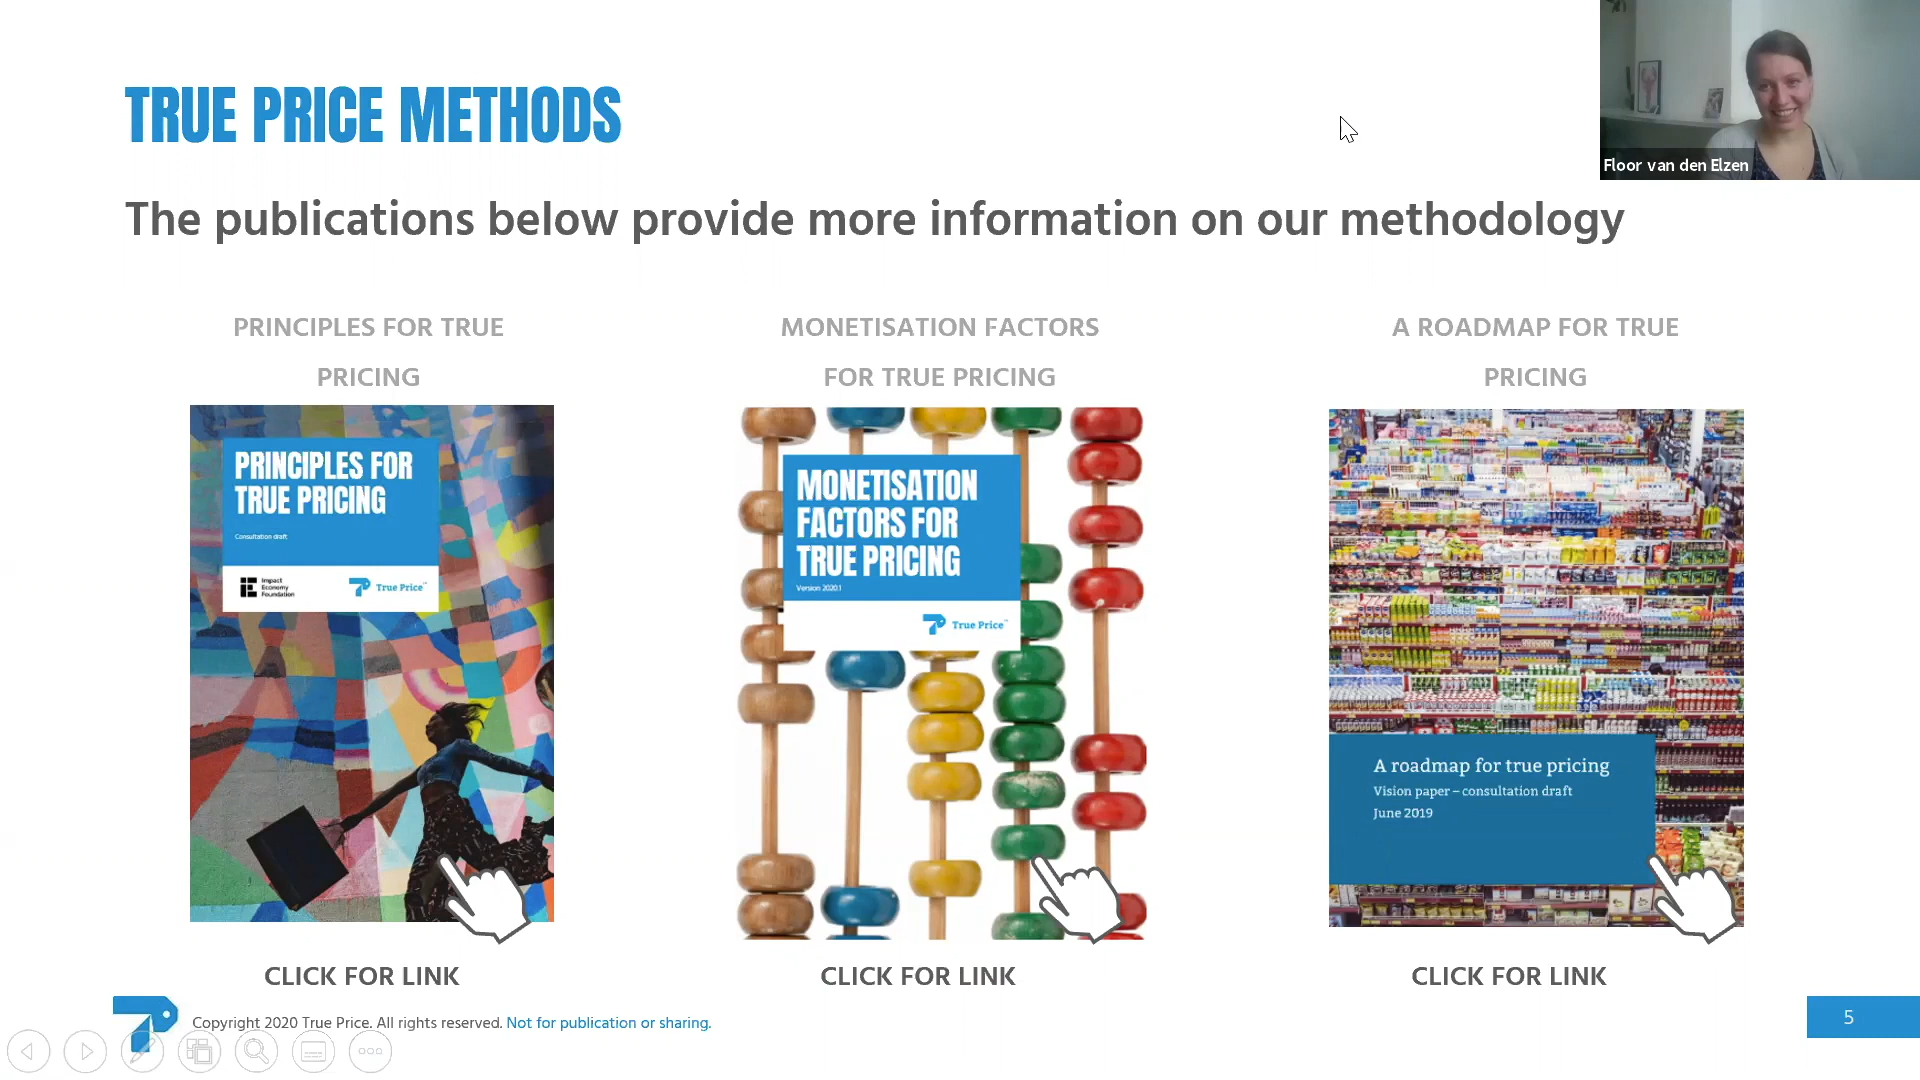 TRUE PRICE METHODS
Floor van den Elzen
The publications below provide more information on our methodology
PRINCIPLES FOR TRUE
PRICING
MONETISATION FACTORS
FOR TRUE PRICING
A ROADMAP FOR TRUE
PRICING
PRINCIPLES FOR
TRUE PRICING
Consultation draft
Impact
Economy
Foundation
True Price™
MONETISATION
FACTORS FOR
TRUE PRICING
Version 2020.1
True Price™
A roadmap for true pricing
Vision paper – consultation draft
June 2019
CLICK FOR LINK
CLICK FOR LINK
CLICK FOR LINK
Copyright 2020 True Price. All rights reserved. Not for publication or sharing.
5